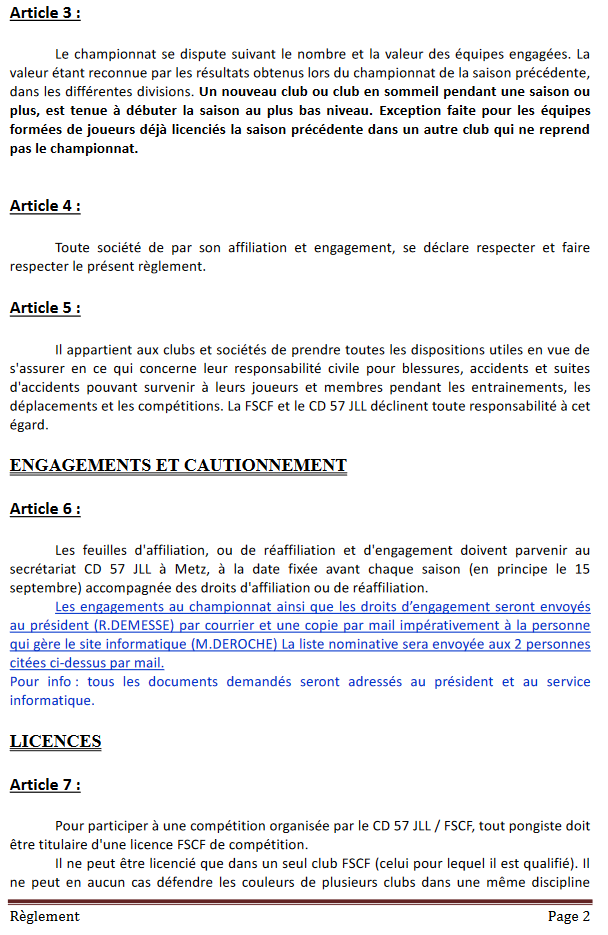 Article 3 :
Le championnat se dispute suivant le nombre et la valeur des équipes engagées. La
valeur étant reconnue par les résultats obtenus lors du championnat de la saison précédente,
dans les différentes divisions. Un nouveau club ou club en sommeil pendant une saison ou
plus, est tenue à débuter la saison au plus bas niveau. Exception faite pour les équipes
formées de joueurs déjà licenciés la saison précédente dans un autre club qui ne reprend
pas le championnat.
Article 4 :
Toute société de par son affiliation et engagement, se déclare respecter et faire
respecter le présent règlement.
Article 5 :
Il appartient aux clubs et sociétés de prendre toutes les dispositions utiles en vue de
s'assurer en ce qui concerne leur responsabilité civile pour blessures, accidents et suites
d'accidents pouvant survenir à leurs joueurs et membres pendant les entrainements, les
déplacements et les compétitions. La FSCF et le CD 57 JLL déclinent toute responsabilité à cet
égard.
ENGAGEMENTS ET CAUTIONNEMENT
Article 6 :
Les feuilles d'affiliation, ou de réaffiliation et d'engagement doivent parvenir au
secrétariat CD 57 JLL à Metz, à la date fixée avant chaque saison (en principe le 15
septembre) accompagnée des droits d'affiliation ou de réaffiliation.
Les engagements au championnat ainsi que les droits d’engagement seront envoyés
au président (R.DEMESSE) par courrier et une copie par mail impérativement à la personne
qui gère le site informatique (M.DEROCHE) La liste nominative sera envoyée aux 2 personnes
citées ci-dessus par mail.
Pour info : tous les documents demandés seront adressés au président et au service
informatique.
LICENCES
Article 7 :
Pour participer à une compétition organisée par le CD 57 JLL / FSCF, tout pongiste doit
être titulaire d'une licence FSCF de compétition.
Il ne peut être licencié que dans un seul club FSCF (celui pour lequel il est qualifié). Il
ne peut en aucun cas défendre les couleurs de plusieurs clubs dans une même discipline
Règlement Page 2